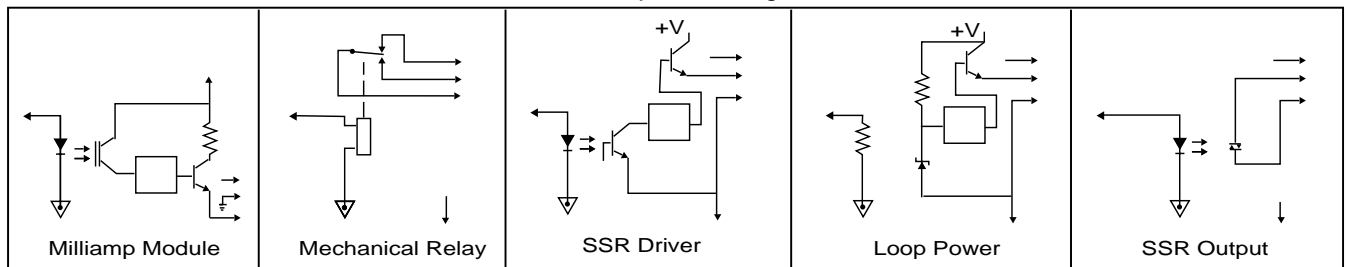 +V
+V
Milliamp Module
Mechanical Relay
SSR Driver
Loop Power
SSR Output